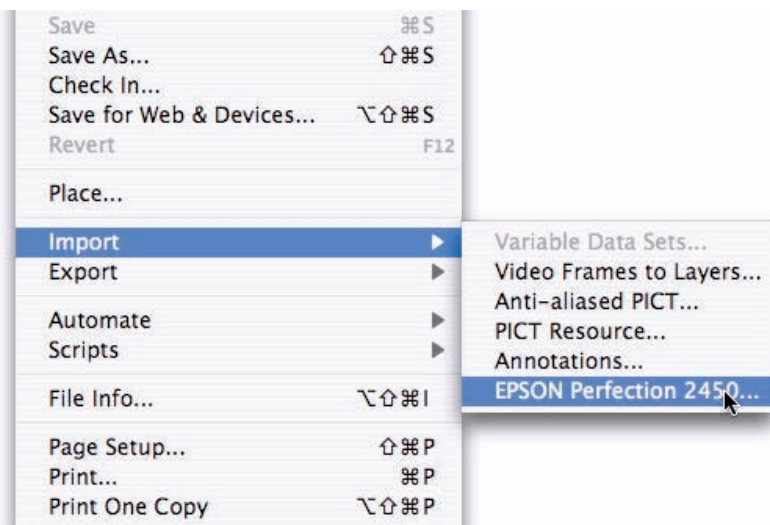 Save ⌘S
Save As... ⇧⌘S
Check In...
Save for Web & Devices... ⌥⇧⌘S
Revert F12
Place...
Import
Export
Automate
Scripts
File Info... ⌥⇧⌘I
Page Setup... ⇧⌘P
Print... ⌘P
Print One Copy ⌥⇧⌘P
Variable Data Sets...
Video Frames to Layers...
Anti-aliased PICT...
PICT Resource...
Annotations...
EPSON Perfection 2450...